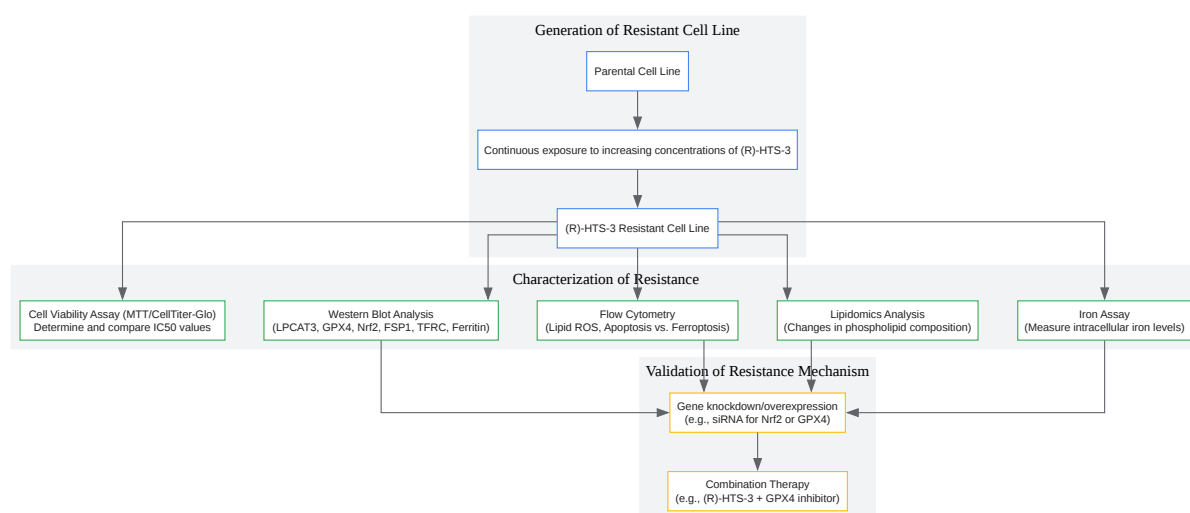 Generation of Resistant Cell Line
Parental Cell Line
Continuous exposure to increasing concentrations of (R)-HTS-3
(R)-HTS-3 Resistant Cell Line
Characterization of Resistance
Cell Viability Assay (MTT/CellTiter-Glo)
Determine and compare IC50 values
Western Blot Analysis
(LPCAT3, GPX4, Nrf2, FSP1, TFRC, Ferritin)
Flow Cytometry
(Lipid ROS, Apoptosis vs. Ferroptosis)
Lipidomics Analysis
(Changes in phospholipid composition)
Iron Assay
(Measure intracellular iron levels)
Validation of Resistance Mechanism
Gene knockdown/overexpression
(e.g., siRNA for Nrf2 or GPX4)
Combination Therapy
(e.g., (R)-HTS-3 + GPX4 inhibitor)